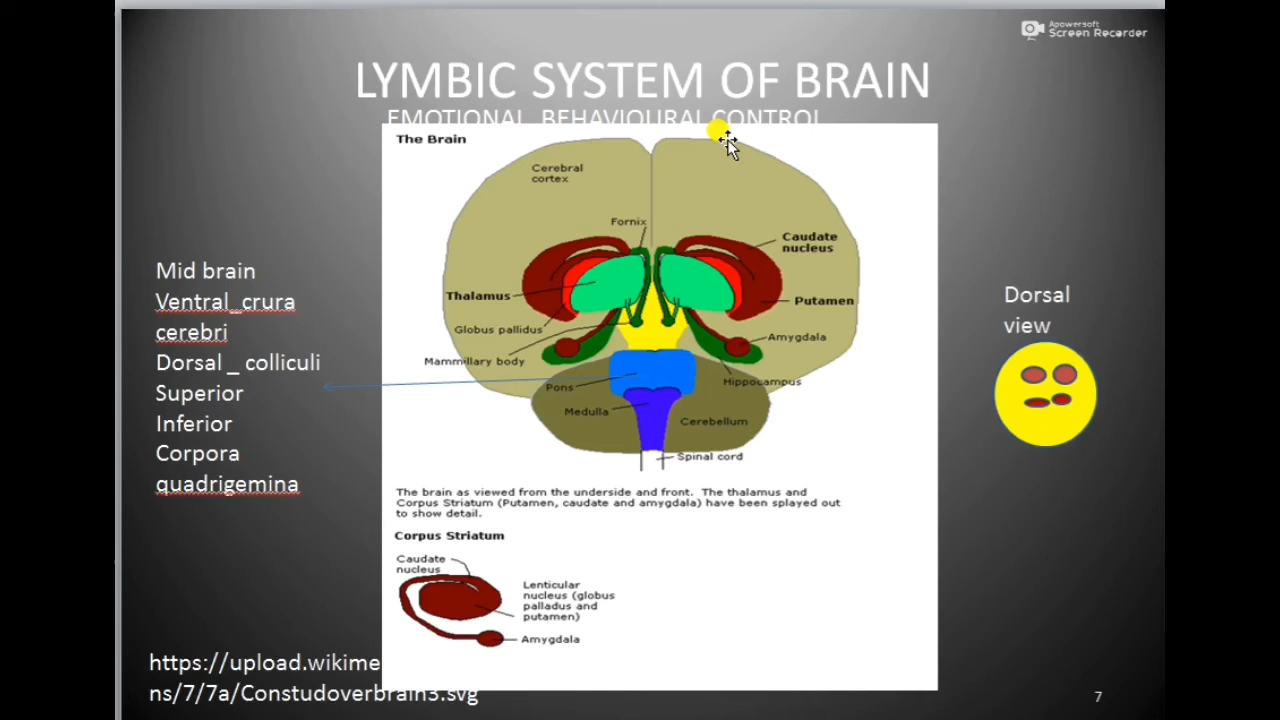 Apowersoft
Screen Recorder
LYMBIC SYSTEM OF BRAIN
EMOTIONAL BEHAVIOURAL CONTROL
The Brain
Cerebral
cortex
Fornix
Caudate
nucleus
Thalamus
Putamen
Globus pallidus
Amygdala
Mammillary body
Hippocampus
Pons
Medulla
Cerebellum
Spinal cord
The brain as viewed from the underside and front. The thalamus and
Corpus Striatum (Putamen, caudate and amygdala) have been splayed out
to show detail.
Corpus Striatum
Caudate
nucleus
Lenticular
nucleus (globus
palladus and
putamen)
Amygdala
Mid brain
Ventral_crura
cerebri
Dorsal _ colliculi
Superior
Inferior
Corpora
quadrigemina
Dorsal
view
https://upload.wikime
ns/7/7a/Constudoverbrain3.svg
7